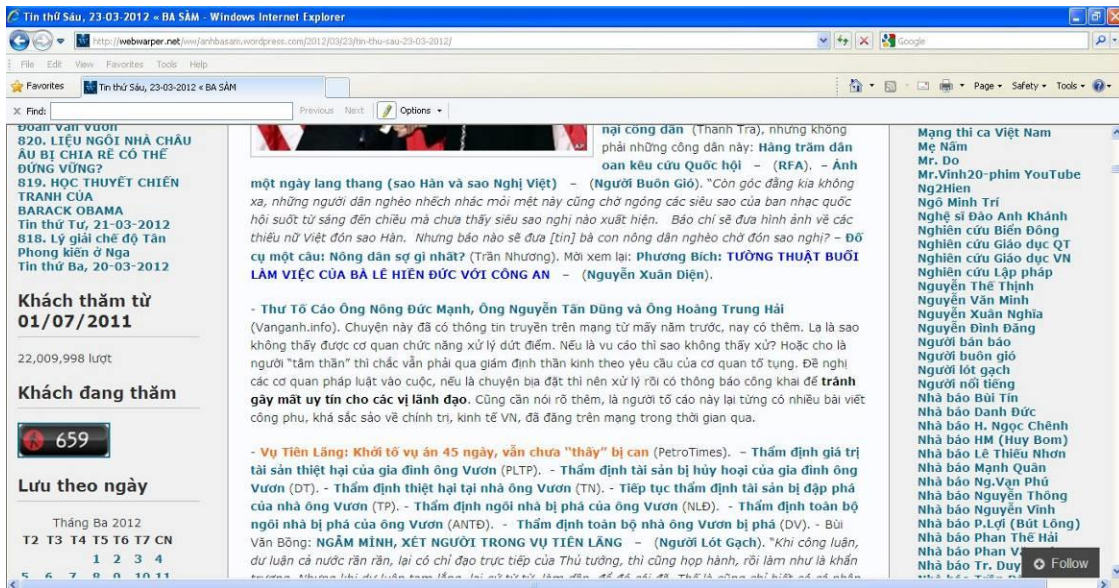 Tin thứ Sáu, 23-03-2012 « BA SÀM - Windows Internet Explorer
http://webwarper.net/ww/anhbasam.wordpress.com/2012/03/23/tin-thu-sau-23-03-2012/
Google
File Edit View Favorites Tools Help
Favorites
Tin thứ Sáu, 23-03-2012 « BA SÀM
Page Safety Tools
Find: Previous Next Options
Đoàn Văn Vươn
820. LIỆU NGÔI NHÀ CHÂU
ÂU BỊ CHIA RẼ CÓ THỂ
ĐỨNG VỮNG?
819. HỌC THUYẾT CHIẾN
TRANH CỦA
BARACK OBAMA
Tin thứ Tư, 21-03-2012
818. Lý giải chế độ Tân
Phong kiến ở Nga
Tin thứ Ba, 20-03-2012
Khách thăm từ
01/07/2011
22,009,998 lượt
Khách đang thăm
659
Lưu theo ngày
Tháng Ba 2012
T2 T3 T4 T5 T6 T7 CN
1 2 3 4
5 6 7 8 9 10 11
AP
nại công dân (Thanh Tra), nhưng không
phải những công dân này: Hàng trăm dân
oan kêu cứu Quốc hội – (RFA). – Ảnh
một ngày lang thang (sao Hàn và sao Nghị Việt) – (Người Buôn Gió). "Còn góc đằng kia không
xa, những người dân nghèo nhếch nhác mỏi mệt này cũng chờ ngóng các siêu sao của ban nhạc quốc
hội suốt từ sáng đến chiều mà chưa thấy siêu sao nghị nào xuất hiện. Báo chí sẽ đưa hình ảnh về các
thiếu nữ Việt đón sao Hàn. Nhưng báo nào sẽ đưa [tin] bà con nông dân nghèo chờ đón sao nghị? – Đố
cụ một câu: Nông dân sợ gì nhất? (Trần Nhương). Mời xem lại: Phương Bích: TƯỜNG THUẬT BUỔI
LÀM VIỆC CỦA BÀ LÊ HIỀN ĐỨC VỚI CÔNG AN – (Nguyễn Xuân Diện).
- Thư Tố Cáo Ông Nông Đức Mạnh, Ông Nguyễn Tấn Dũng và Ông Hoàng Trung Hải
(Vanganh.info). Chuyện này đã có thông tin truyền trên mạng từ mấy năm trước, nay có thêm. Lạ là sao
không thấy được cơ quan chức năng xử lý dứt điểm. Nếu là vu cáo thì sao không thấy xử? Hoặc cho là
người "tâm thần" thì chắc vẫn phải qua giám định thần kinh theo yêu cầu của cơ quan tố tụng. Đề nghị
các cơ quan pháp luật vào cuộc, nếu là chuyện bịa đặt thì nên xử lý rồi có thông báo công khai để tránh
gây mất uy tín cho các vị lãnh đạo. Cũng cần nói rõ thêm, là người tố cáo này lại từng có nhiều bài viết
công phu, khá sắc sảo về chính trị, kinh tế VN, đã đăng trên mạng trong thời gian qua.
- Vụ Tiên Lãng: Khởi tố vụ án 45 ngày, vẫn chưa "thấy" bị can (PetroTimes). – Thẩm định giá trị
tài sản thiệt hại của gia đình ông Vươn (PLTP). - Thẩm định tài sản bị hủy hoại của gia đình ông
Vươn (DT). - Thẩm định thiệt hại tại nhà ông Vươn (TN). - Tiếp tục thẩm định tài sản bị đập phá
của nhà ông Vươn (TP). - Thẩm định ngôi nhà bị phá của ông Vươn (NLĐ). - Thẩm định toàn bộ
ngôi nhà bị phá của ông Vươn (ANTĐ). - Thẩm định toàn bộ nhà ông Vươn bị phá (DV). - Bùi
Văn Bồng: NGẪM MÌNH, XÉT NGƯỜI TRONG VỤ TIÊN LÃNG – (Người Lót Gạch). "Khi công luận,
dư luận cả nước rần rần, lại có chỉ đạo trực tiếp của Thủ tướng, thì cũng họp hành, rồi làm như là khẩn
Mạng thi ca Việt Nam
Mẹ Nấm
Mr. Do
Mr.Vinh20-phim YouTube
Ng2Hien
Ngô Minh Trí
Nghệ sĩ Đào Anh Khánh
Nghiên cứu Biển Đông
Nghiên cứu Giáo dục QT
Nghiên cứu Giáo dục VN
Nghiên cứu Lập pháp
Nguyễn Thế Thịnh
Nguyễn Văn Minh
Nguyễn Xuân Nghĩa
Nguyễn Đình Đăng
Người bán báo
Người buôn gió
Người lót gạch
Người nổi tiếng
Nhà báo Bùi Tín
Nhà báo Danh Đức
Nhà báo H. Ngọc Chênh
Nhà báo HM (Huy Bom)
Nhà báo Lê Thiếu Nhơn
Nhà báo Mạnh Quân
Nhà báo Ng.Vạn Phú
Nhà báo Nguyễn Thông
Nhà báo Nguyễn Vĩnh
Nhà báo P.Lợi (Bút Lông)
Nhà báo Phan Thế Hải
Nhà báo Phan
Nhà báo Tr. Duy
Follow